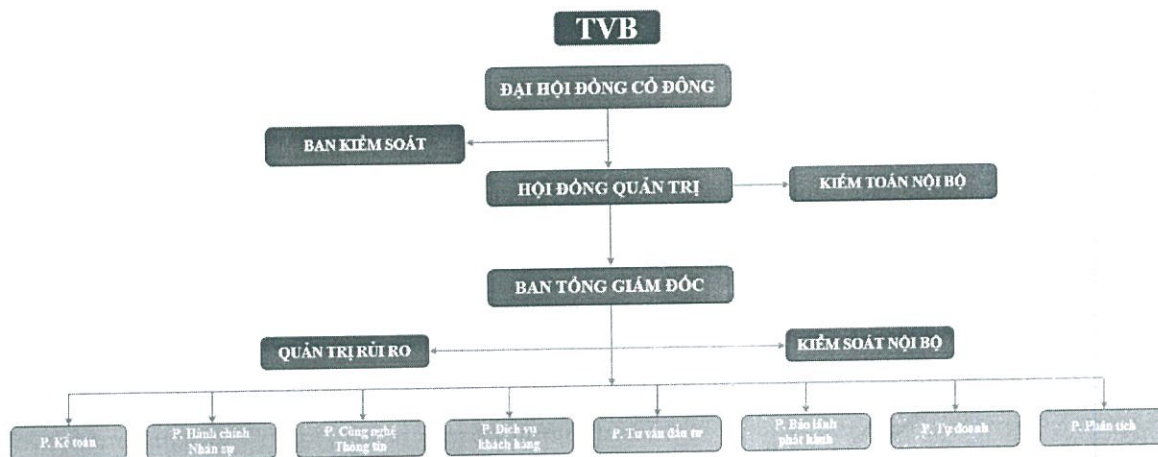 TVB
ĐẠI HỘI ĐỒNG CỔ ĐÔNG
BAN KIỂM SOÁT
HỘI ĐỒNG QUẢN TRỊ
KIỂM TOÁN NỘI BỘ
BAN TỔNG GIÁM ĐỐC
QUẢN TRỊ RỦI RO
KIỂM SOÁT NỘI BỘ
P. Kế toán
P. Hành chính
Nhân sự
P. Công nghệ
Thông tin
P. Dịch vụ
khách hàng
P. Tư vấn đầu tư
P. Bảo lãnh
phát hành
P. Tự doanh
P. Phân tích